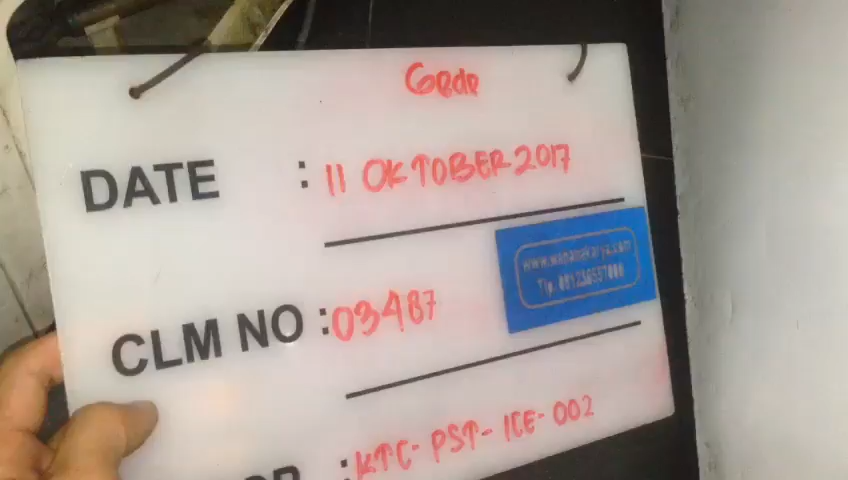 Gede
DATE : 11 OKTOBER 2017
CLM NO : 03487
: KTC-PST-ICE-002